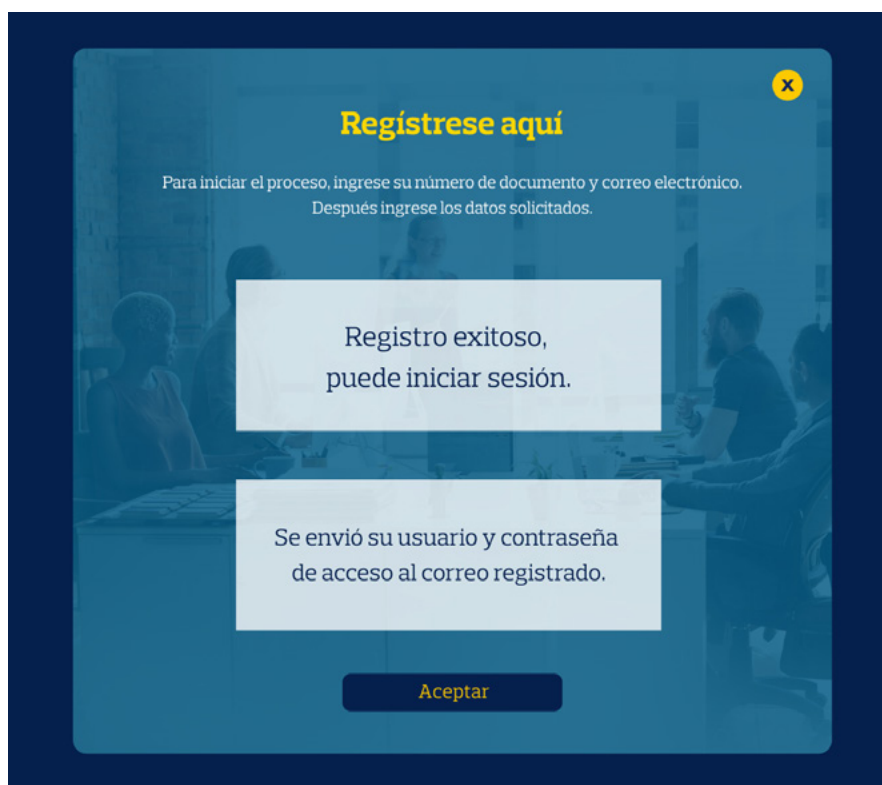 x
Regístrese aquí
Para iniciar el proceso, ingrese su número de documento y correo electrónico.
Después ingrese los datos solicitados.
Registro exitoso,
puede iniciar sesión.
Se envió su usuario y contraseña
de acceso al correo registrado.
Aceptar